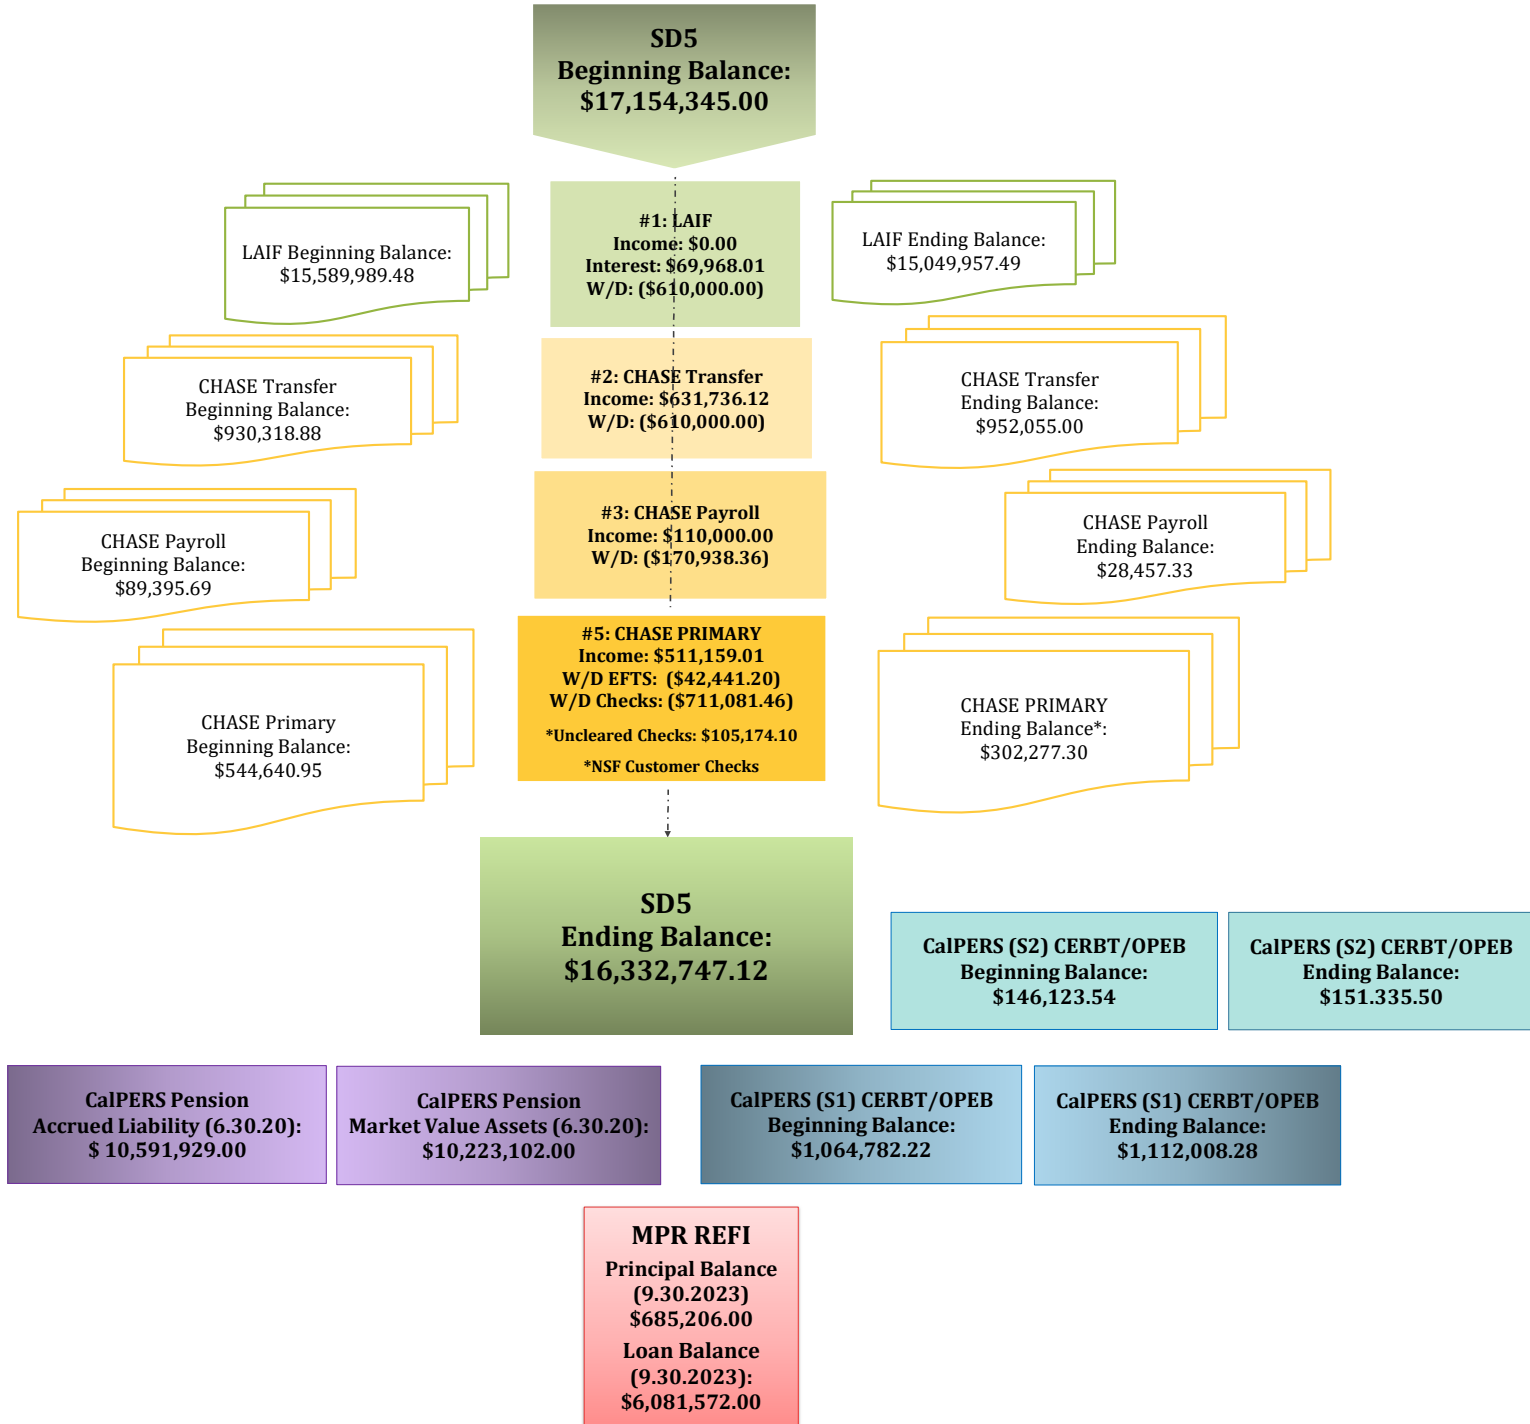 SD5
Beginning Balance:
$17,154,345.00
LAIF Beginning Balance:
$15,589,989.48
#1: LAIF
Income: $0.00
Interest: $69,968.01
W/D: ($610,000.00)
LAIF Ending Balance:
$15,049,957.49
CHASE Transfer
Beginning Balance:
$930,318.88
#2: CHASE Transfer
Income: $631,736.12
W/D: ($610,000.00)
CHASE Transfer
Ending Balance:
$952,055.00
CHASE Payroll
Beginning Balance:
$89,395.69
#3: CHASE Payroll
Income: $110,000.00
W/D: ($170,938.36)
CHASE Payroll
Ending Balance:
$28,457.33
CHASE Primary
Beginning Balance:
$544,640.95
#5: CHASE PRIMARY
Income: $511,159.01
W/D EFTS:  ($42,441.20)
W/D Checks: ($711,081.46)
*Uncleared Checks: $105,174.10
*NSF Customer Checks
CHASE PRIMARY
Ending Balance*:
$302,277.30
SD5
Ending Balance:
$16,332,747.12
CalPERS (S2) CERBT/OPEB
Beginning Balance:
$146,123.54
CalPERS (S2) CERBT/OPEB
Ending Balance:
$151.335.50
CalPERS Pension
Accrued Liability (6.30.20):
$ 10,591,929.00
CalPERS Pension
Market Value Assets (6.30.20):
$10,223,102.00
CalPERS (S1) CERBT/OPEB
Beginning Balance:
$1,064,782.22
CalPERS (S1) CERBT/OPEB
Ending Balance:
$1,112,008.28
MPR REFI
Principal Balance
(9.30.2023)
$685,206.00
Loan Balance
(9.30.2023):
$6,081,572.00